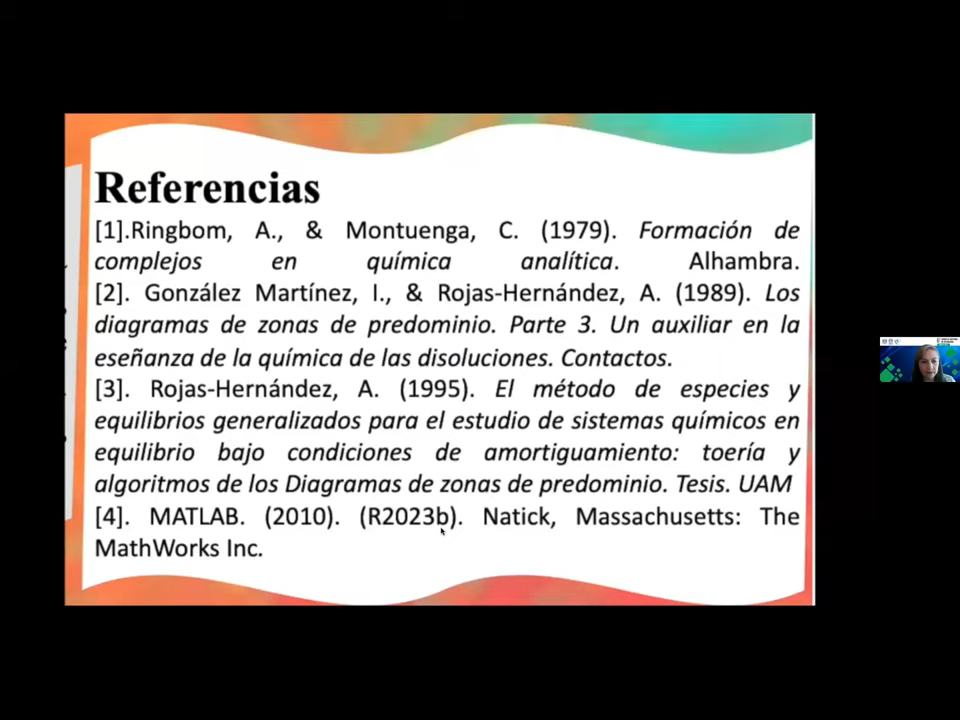 Referencias
[1].Ringbom, A., & Montuenga, C. (1979). Formación de
complejos en química analítica. Alhambra.
[2]. González Martínez, I., & Rojas-Hernández, A. (1989). Los
diagramas de zonas de predominio. Parte 3. Un auxiliar en la
eseñanza de la química de las disoluciones. Contactos.
[3]. Rojas-Hernández, A. (1995). El método de especies y
equilibrios generalizados para el estudio de sistemas químicos en
equilibrio bajo condiciones de amortiguamiento: toería y
algoritmos de los Diagramas de zonas de predominio. Tesis. UAM
[4]. MATLAB. (2010). (R2023b). Natick, Massachusetts: The
MathWorks Inc.